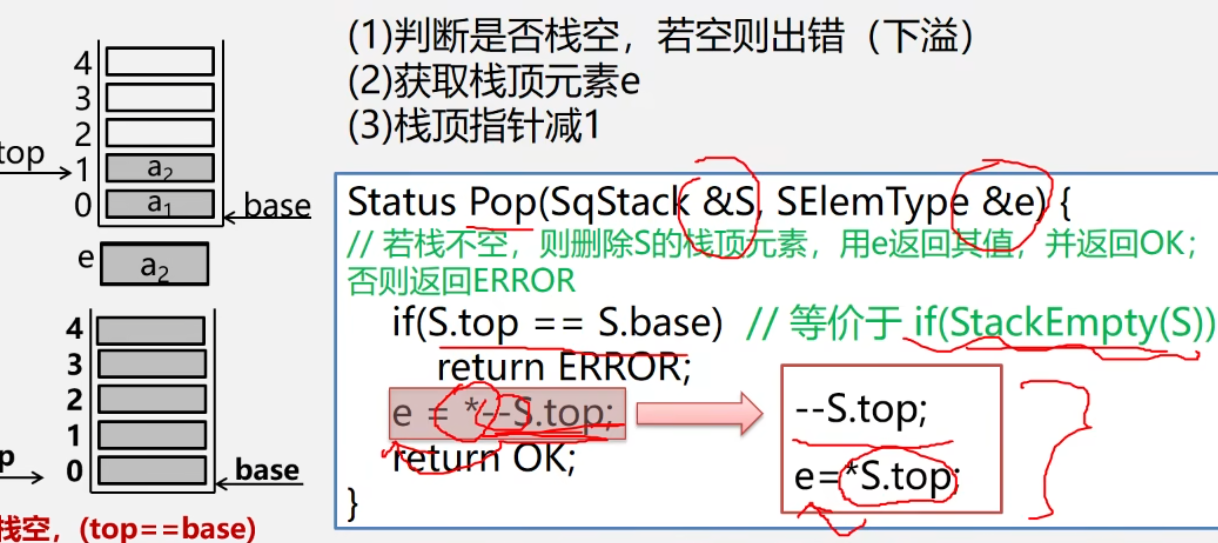 (1)判断是否栈空，若空则出错（下溢）
(2)获取栈顶元素e
(3)栈顶指针减1
4
3
2
top
1 a₂
0 a₁
base
e a₂
4
3
2
1
p
0
base
栈空，(top==base)
Status Pop(SqStack &S, SElemType &e) {
// 若栈不空，则删除S的栈顶元素，用e返回其值，并返回OK；
否则返回ERROR
if(S.top == S.base) // 等价于 if(StackEmpty(S))
return ERROR;
e = *--S.top;
return OK;
}
--S.top;
e=*S.top;